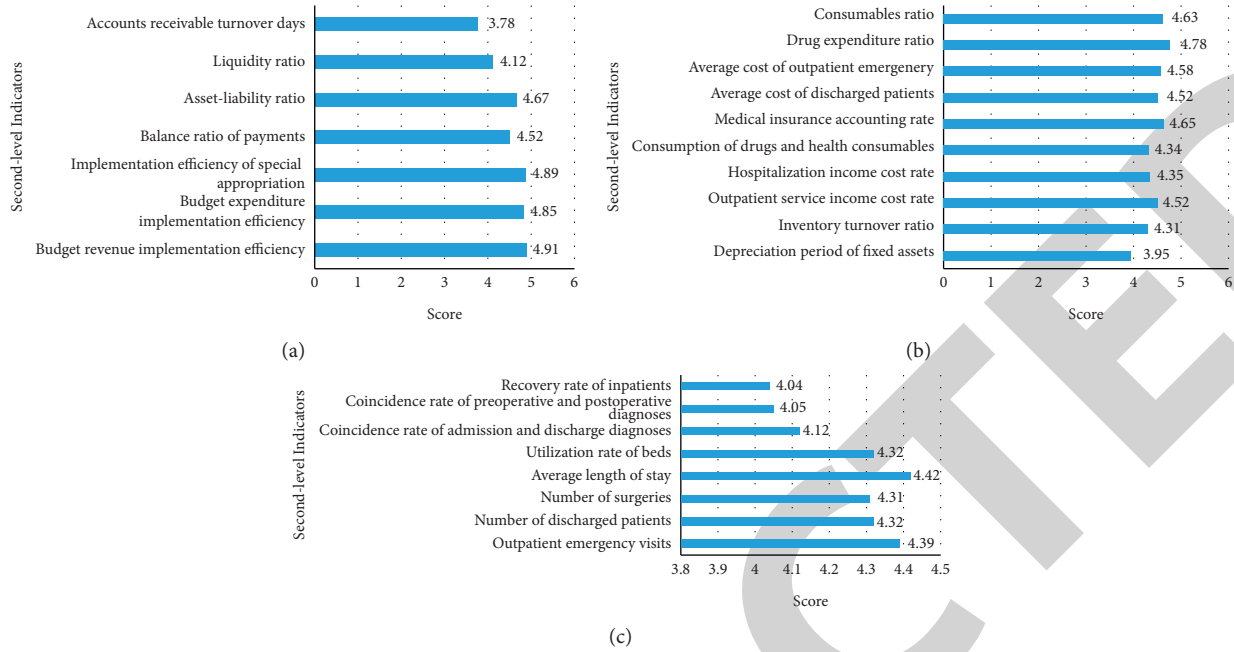 Second-level Indicators
Accounts receivable turnover days
3.78
Liquidity ratio
4.12
Asset-liability ratio
4.67
Balance ratio of payments
4.52
Implementation efficiency of special
appropriation
4.89
Budget expenditure
implementation efficiency
4.85
Budget revenue implementation efficiency
4.91
0 1 2 3 4 5 6
Score
(a)
Second-level Indicators
Consumables ratio
4.63
Drug expenditure ratio
4.78
Average cost of outpatient emergenery
4.58
Average cost of discharged patients
4.52
Medical insurance accounting rate
4.65
Consumption of drugs and health consumables
4.34
Hospitalization income cost rate
4.35
Outpatient service income cost rate
4.52
Inventory turnover ratio
4.31
Depreciation period of fixed assets
3.95
0 1 2 3 4 5 6
Score
(b)
Second-level Indicators
Recovery rate of inpatients
4.04
Coincidence rate of preoperative and postoperative
diagnoses
4.05
Coincidence rate of admission and discharge diagnoses
4.12
Utilization rate of beds
4.32
Average length of stay
4.42
Number of surgeries
4.31
Number of discharged patients
4.32
Outpatient emergency visits
4.39
3.8 3.9 4 4.1 4.2 4.3 4.4 4.5
Score
(c)
CTED